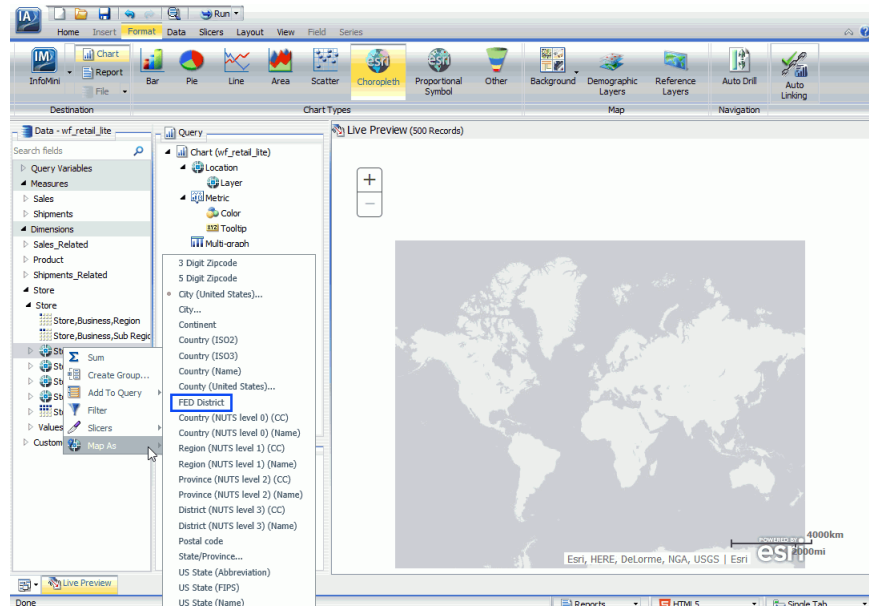 IA
Run
Home Insert Format Data Slicers Layout View Field Series
InfoMini
Chart
Report
File
Bar Pie Line Area Scatter Choropleth Proportional Symbol Other
Background Demographic Layers Reference Layers
Auto Drill
Auto Linking
Destination Chart Types Map Navigation
Data - wf_retail_lite
Search fields
Query Variables
Measures
Sales
Shipments
Dimensions
Sales_Related
Product
Shipments_Related
Store
Store
Store,Business,Region
Store,Business,Sub Regic
Values
Custom
Query
Chart (wf_retail_lite)
Location
Layer
Metric
Color
Tooltip
Multi-graph
Sum
Create Group...
Add To Query
Filter
Slicers
Map As
3 Digit Zipcode
5 Digit Zipcode
City (United States)...
City...
Continent
Country (ISO2)
Country (ISO3)
Country (Name)
County (United States)...
FED District
Country (NUTS level 0) (CC)
Country (NUTS level 0) (Name)
Region (NUTS level 1) (CC)
Region (NUTS level 1) (Name)
Province (NUTS level 2) (CC)
Province (NUTS level 2) (Name)
District (NUTS level 3) (CC)
District (NUTS level 3) (Name)
Postal code
State/Province...
US State (Abbreviation)
US State (FIPS)
US State (Name)
Live Preview (500 Records)
+
−
4000km
2000mi
POWERED BY
esri
Esri, HERE, DeLorme, NGA, USGS | Esri
Live Preview
Done
Reports
HTML5
Single Tab